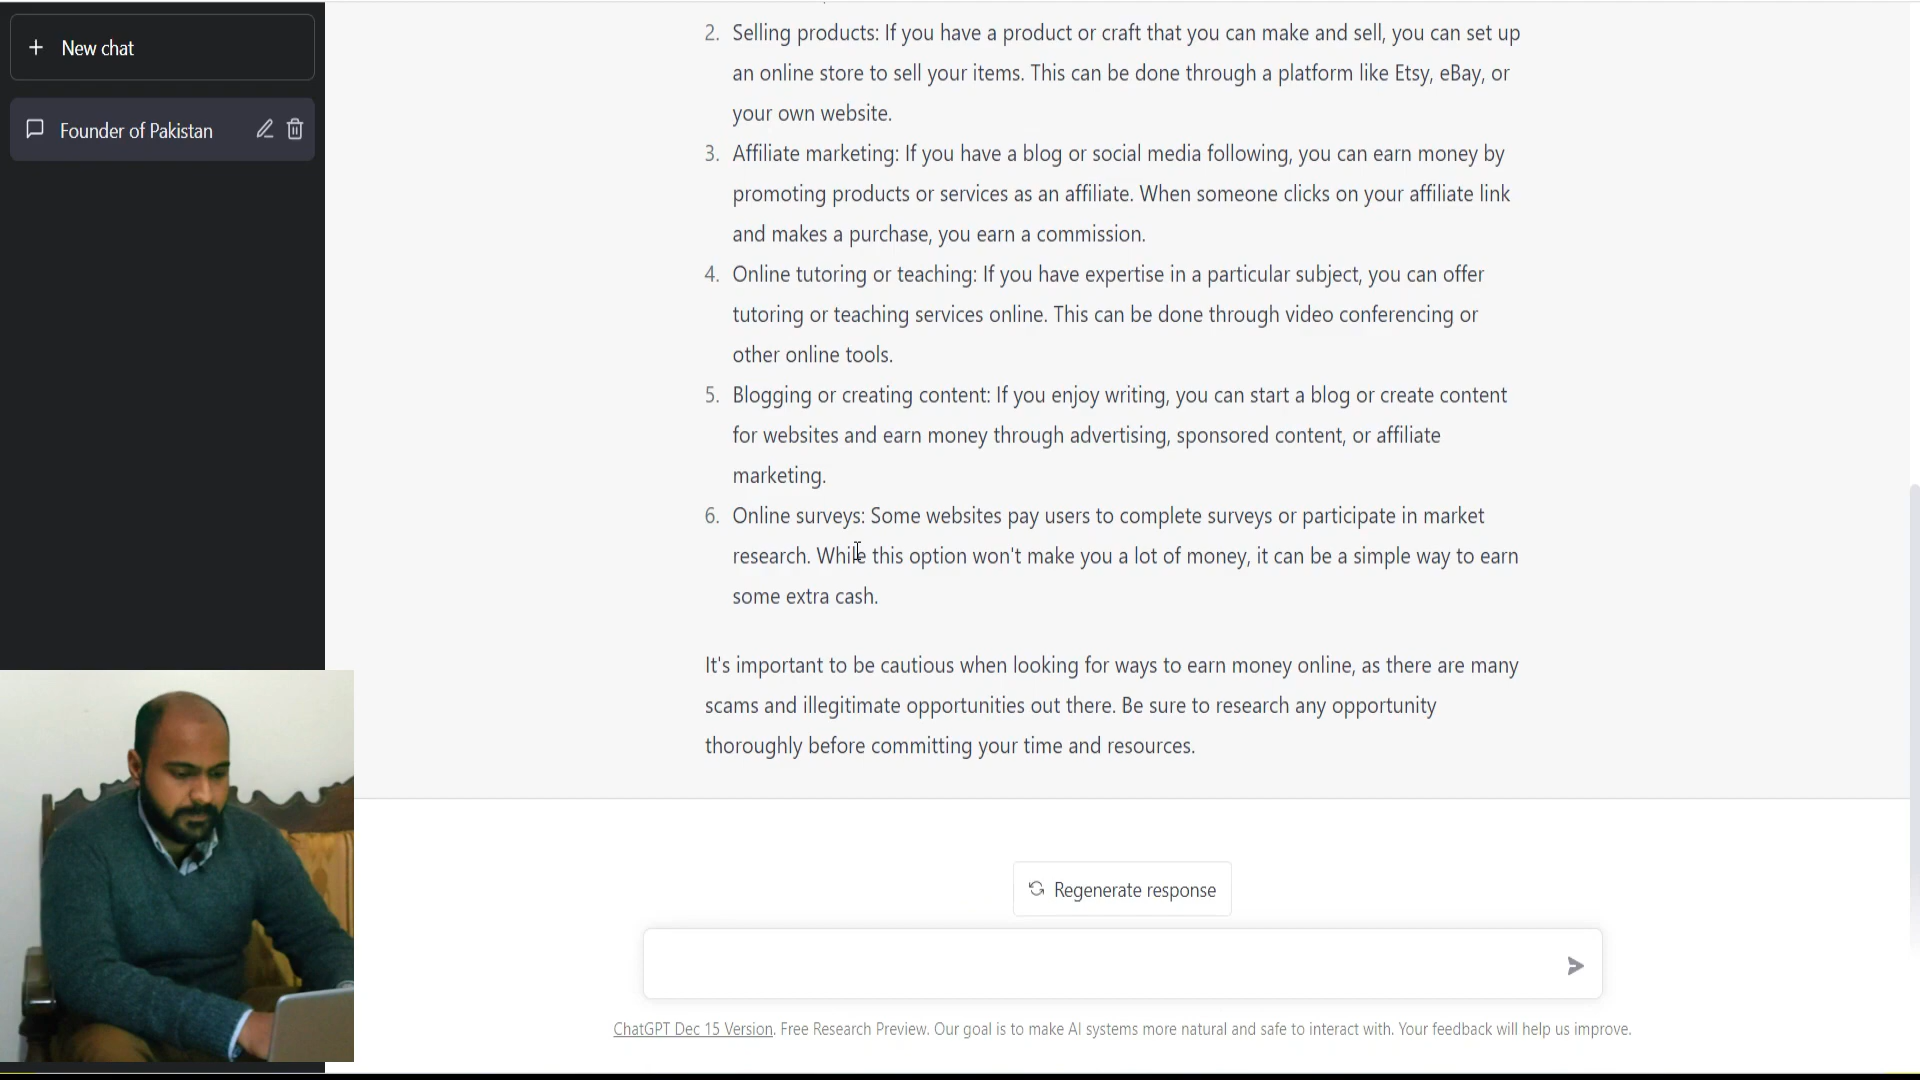 New chat
Founder of Pakistan
2. Selling products: If you have a product or craft that you can make and sell, you can set up
an online store to sell your items. This can be done through a platform like Etsy, eBay, or
your own website.
3. Affiliate marketing: If you have a blog or social media following, you can earn money by
promoting products or services as an affiliate. When someone clicks on your affiliate link
and makes a purchase, you earn a commission.
4. Online tutoring or teaching: If you have expertise in a particular subject, you can offer
tutoring or teaching services online. This can be done through video conferencing or
other online tools.
5. Blogging or creating content: If you enjoy writing, you can start a blog or create content
for websites and earn money through advertising, sponsored content, or affiliate
marketing.
6. Online surveys: Some websites pay users to complete surveys or participate in market
research. While this option won't make you a lot of money, it can be a simple way to earn
some extra cash.
It's important to be cautious when looking for ways to earn money online, as there are many
scams and illegitimate opportunities out there. Be sure to research any opportunity
thoroughly before committing your time and resources.
Regenerate response
ChatGPT Dec 15 Version. Free Research Preview. Our goal is to make AI systems more natural and safe to interact with. Your feedback will help us improve.